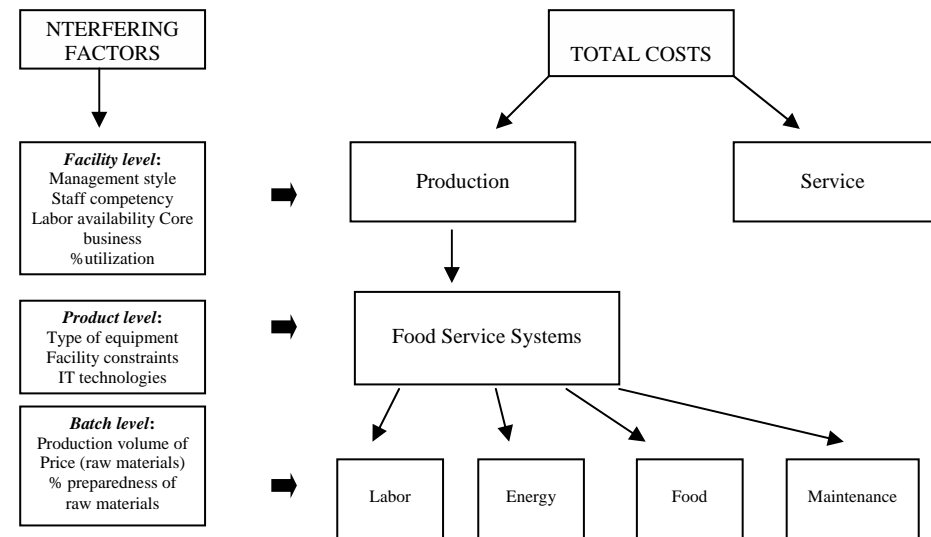 NTERFERING
FACTORS
TOTAL COSTS
Facility level:
Management style
Staff competency
Labor availability Core
business
%utilization
Production
Service
Product level:
Type of equipment
Facility constraints
IT technologies
Food Service Systems
Batch level:
Production volume of
Price (raw materials)
% preparedness of
raw materials
Labor
Energy
Food
Maintenance